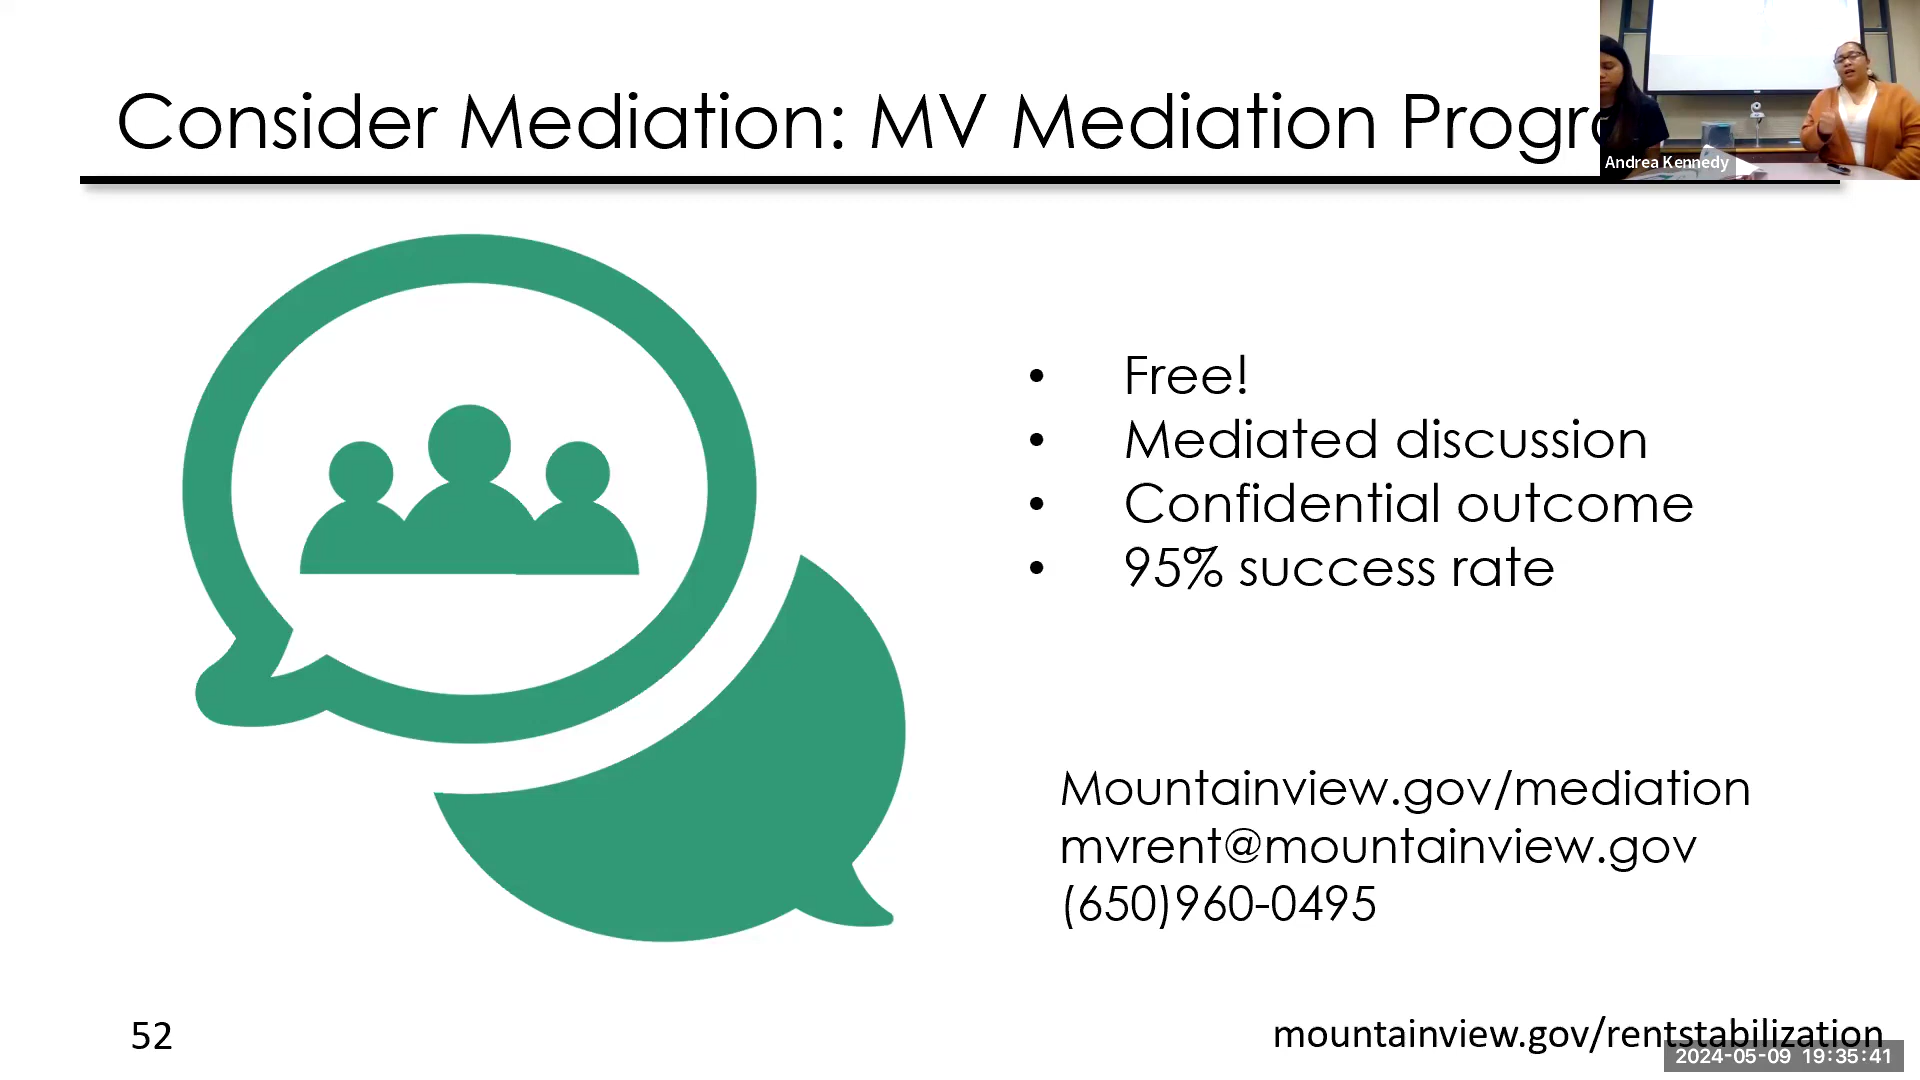 Consider Mediation: MV Mediation
Andrea Kennedy
• Free!
• Mediated discussion
• Confidential outcome
• 95% success rate
Mountainview.gov/mediation
mvrent@mountainview.gov
(650)960-0495
52
mountainview.gov/rentstabilization
2024-05-09 19:35:41